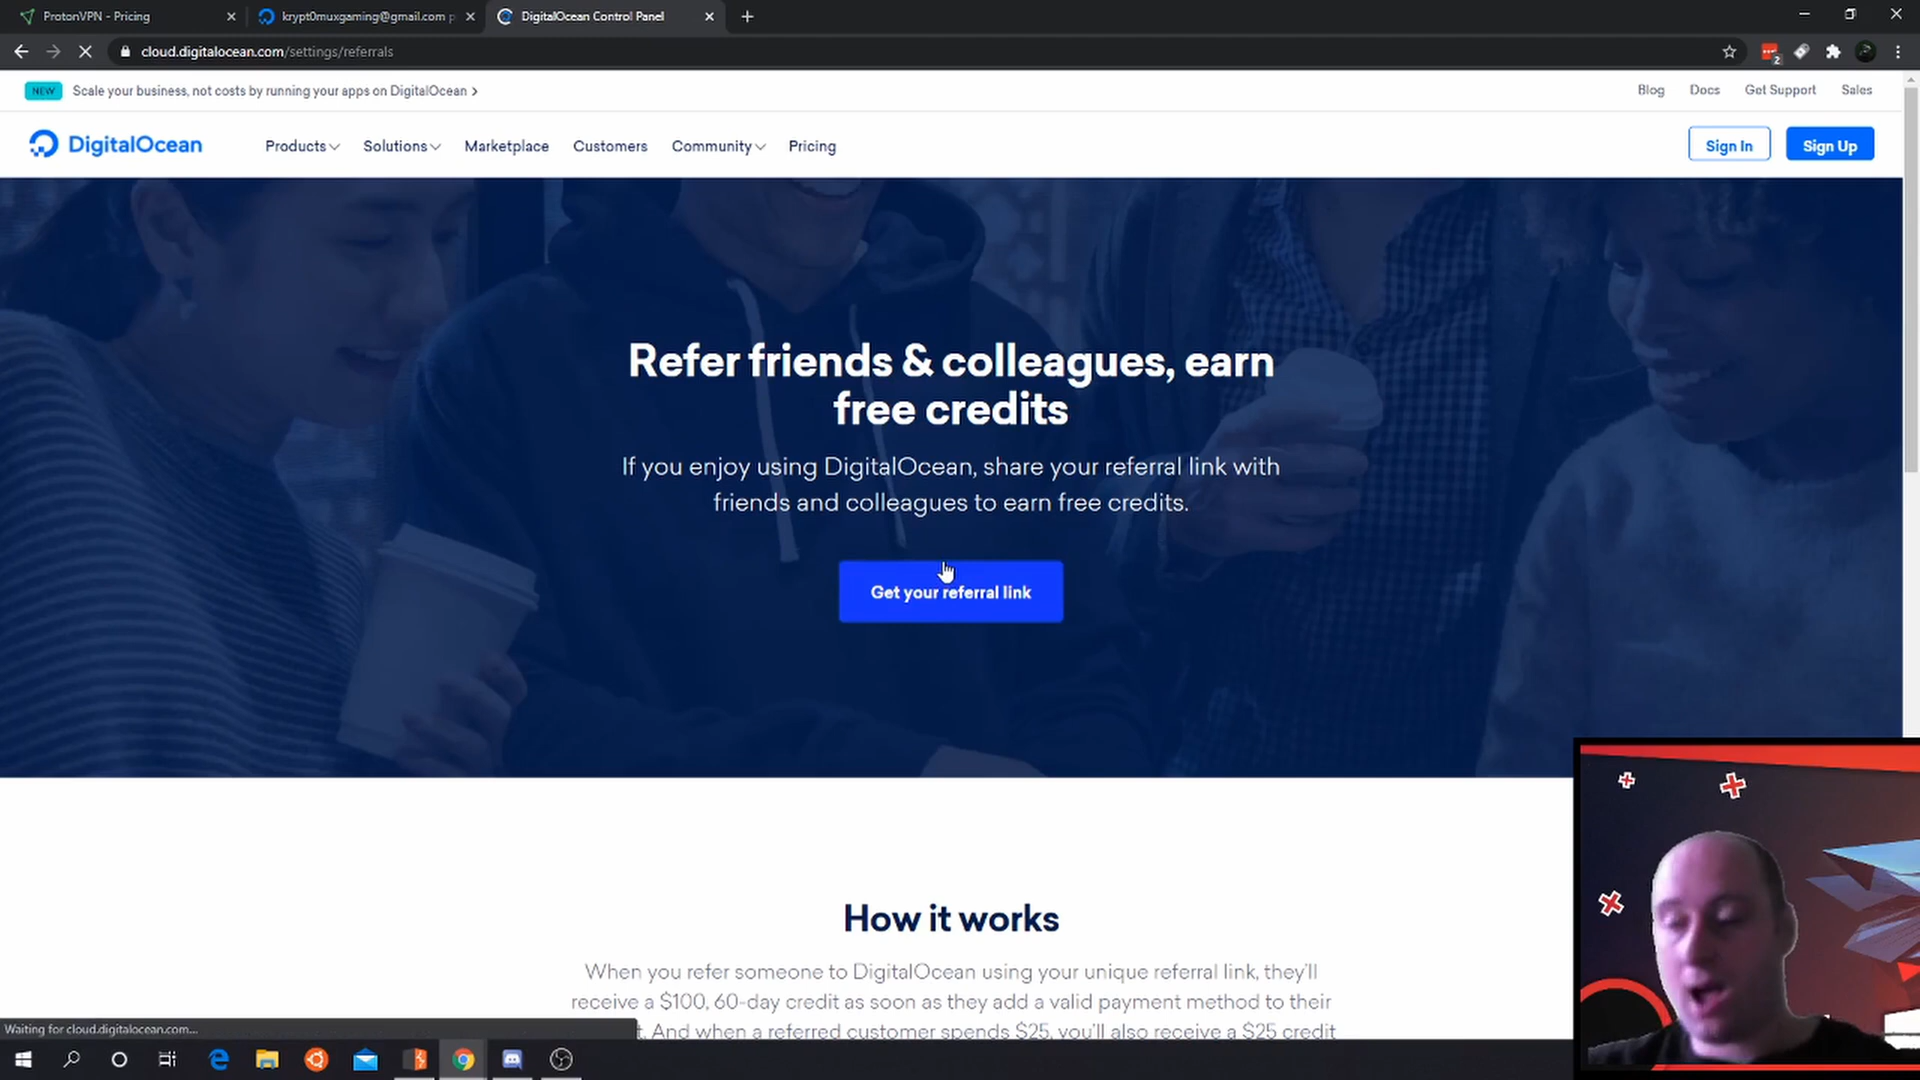 ProtonVPN - Pricing
krypt0muxgaming@gmail.com p
DigitalOcean Control Panel
cloud.digitalocean.com/settings/referrals
2
NEW
Scale your business, not costs by running your apps on DigitalOcean >
Blog
Docs
Get Support
Sales
DigitalOcean
Products
Solutions
Marketplace
Customers
Community
Pricing
Sign In
Sign Up
Refer friends & colleagues, earn
free credits
If you enjoy using DigitalOcean, share your referral link with
friends and colleagues to earn free credits.
Get your referral link
How it works
When you refer someone to DigitalOcean using your unique referral link, they'll
receive a $100, 60-day credit as soon as they add a valid payment method to their
t. And when a referred customer spends $25, you'll also receive a $25 credit
Waiting for cloud.digitalocean.com...